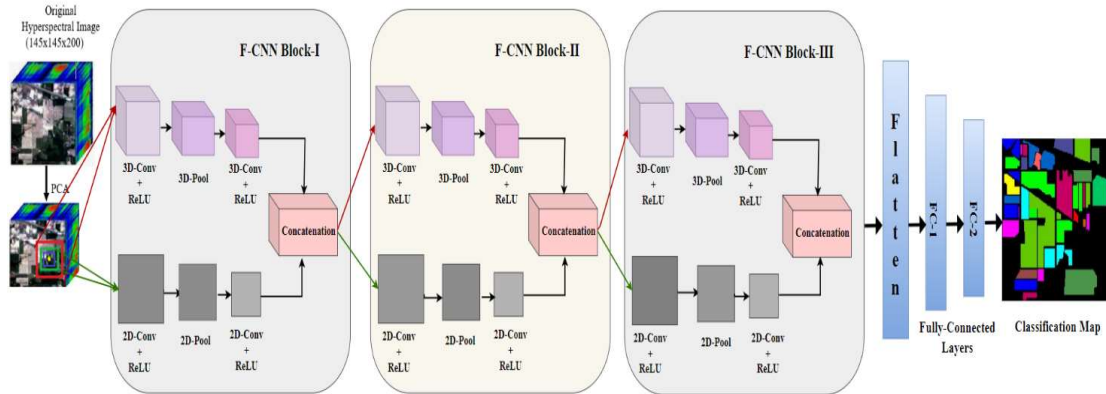 Original
Hyperspectral Image
(145x145x200)
PCA
F-CNN Block-I
3D-Conv
+
ReLU
3D-Pool
3D-Conv
+
ReLU
Concatenation
2D-Conv
+
ReLU
2D-Pool
2D-Conv
+
ReLU
F-CNN Block-II
3D-Conv
+
ReLU
3D-Pool
3D-Conv
+
ReLU
Concatenation
2D-Conv
+
ReLU
2D-Pool
2D-Conv
+
ReLU
F-CNN Block-III
3D-Conv
+
ReLU
3D-Pool
3D-Conv
+
ReLU
Concatenation
2D-Conv
+
ReLU
2D-Pool
2D-Conv
+
ReLU
Flatten
FC-1
FC-2
Fully-Connected
Layers
Classification Map